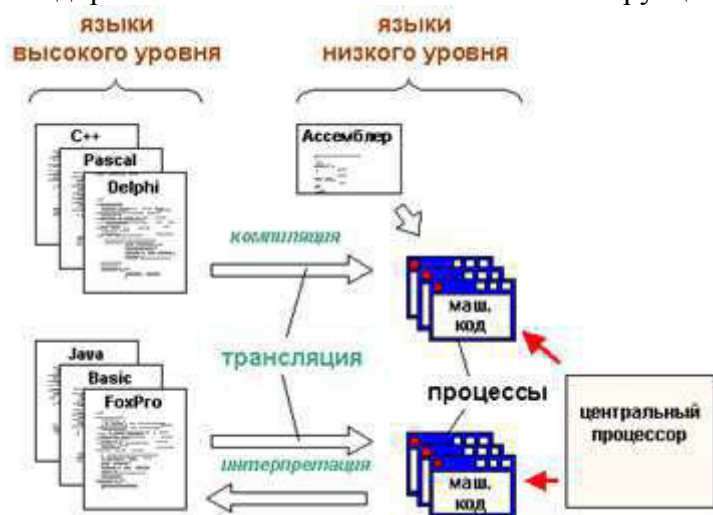 языки
высокого уровня
языки
низкого уровня
C++
Pascal
Delphi
Ассемблер
компиляция
маш.
код
трансляция
Java
Basic
FoxPro
процессы
центральный
процессор
интерпретация
маш.
код